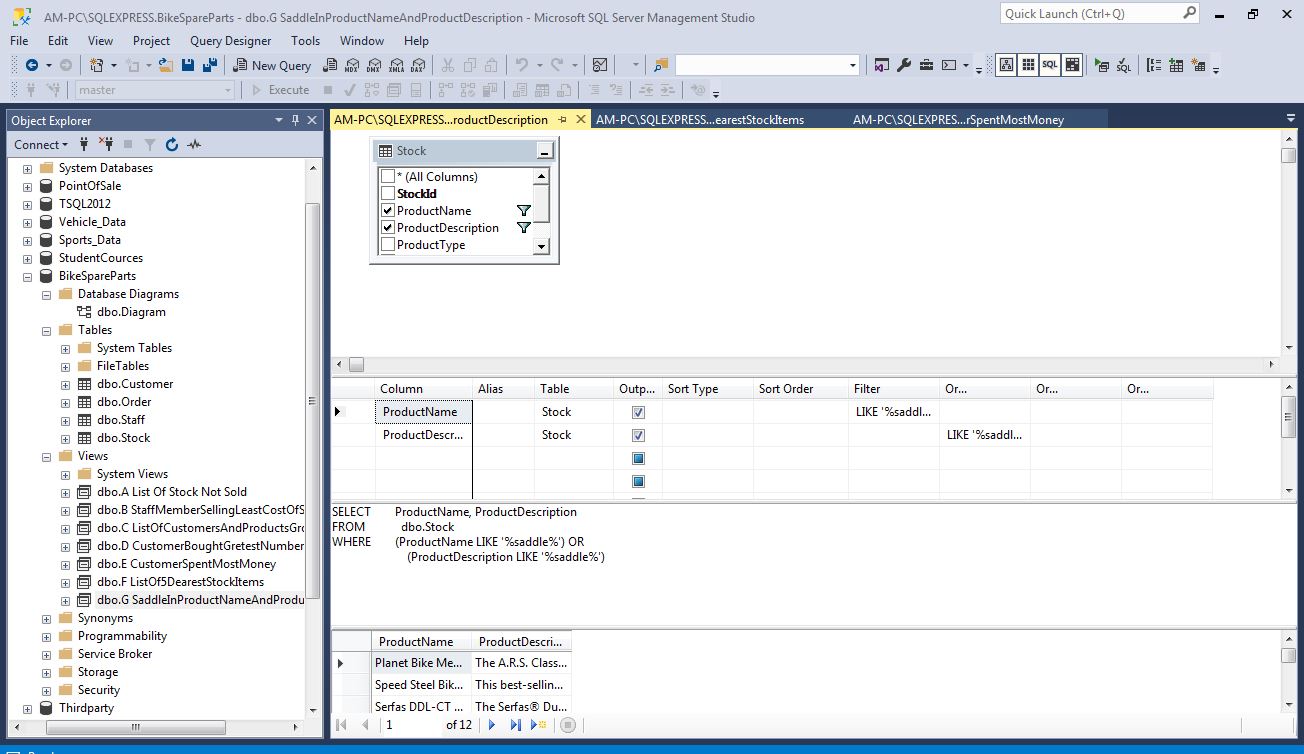 AM-PC\SQLEXPRESS.BikeSpareParts - dbo.G SaddleInProductNameAndProductDescription - Microsoft SQL Server Management Studio
Quick Launch (Ctrl+Q)
File Edit View Project Query Designer Tools Window Help
New Query MDX DMX XMLA DAX SQL SQL
master Execute
Object Explorer
Connect
System Databases
PointOfSale
TSQL2012
Vehicle_Data
Sports_Data
StudentCources
BikeSpareParts
Database Diagrams
dbo.Diagram
Tables
System Tables
FileTables
dbo.Customer
dbo.Order
dbo.Staff
dbo.Stock
Views
System Views
dbo.A List Of Stock Not Sold
dbo.B StaffMemberSellingLeastCostOfS
dbo.C ListOfCustomersAndProductsGro
dbo.D CustomerBoughtGretestNumber
dbo.E CustomerSpentMostMoney
dbo.F ListOf5DearestStockItems
dbo.G SaddleInProductNameAndProdu
Synonyms
Programmability
Service Broker
Storage
Security
Thirdparty
AM-PC\SQLEXPRESS...roductDescription AM-PC\SQLEXPRESS...earestStockItems AM-PC\SQLEXPRES...rSpentMostMoney
Stock
* (All Columns)
StockId
ProductName
ProductDescription
ProductType
Column Alias Table Outp... Sort Type Sort Order Filter Or... Or... Or...
ProductName Stock LIKE '%saddl...
ProductDescr... Stock LIKE '%saddl...
SELECT ProductName, ProductDescription
FROM dbo.Stock
WHERE (ProductName LIKE '%saddle%') OR
(ProductDescription LIKE '%saddle%')
ProductName ProductDescri...
Planet Bike Me... The A.R.S. Class...
Speed Steel Bik... This best-sellin...
Serfas DDL-CT The Serfas® Du...
1 of 12